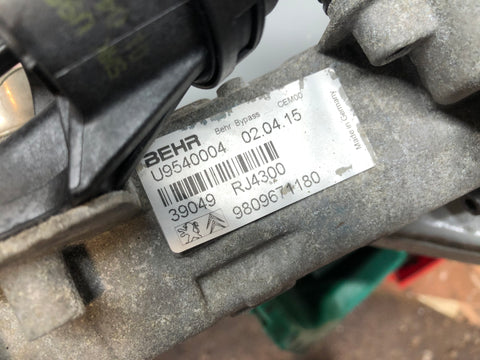 BEHR Behr Bypass CEM00
Made in Germany
U9540004 02.04.15
39049 RJ4300
9809671180